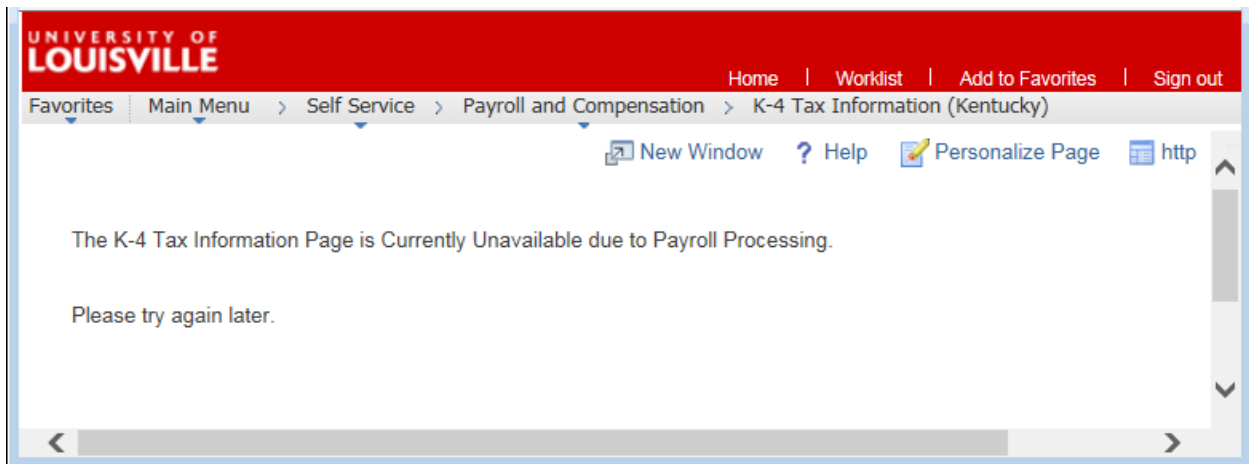 UNIVERSITY OF
LOUISVILLE
Home | Worklist | Add to Favorites | Sign out
Favorites Main Menu > Self Service > Payroll and Compensation > K-4 Tax Information (Kentucky)
New Window ? Help Personalize Page http
The K-4 Tax Information Page is Currently Unavailable due to Payroll Processing.
Please try again later.